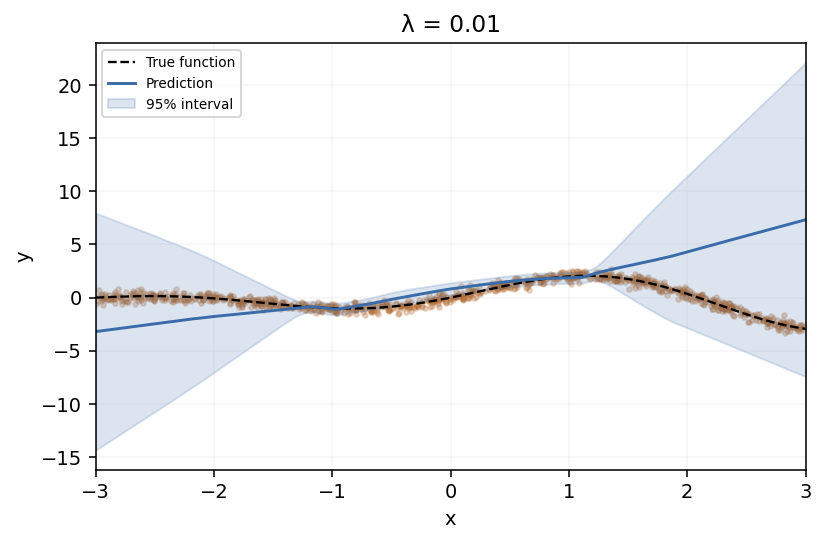 λ = 0.01
True function
Prediction
95% interval
y
20
15
10
5
0
−5
−10
−15
−3 −2 −1 0 1 2 3
x